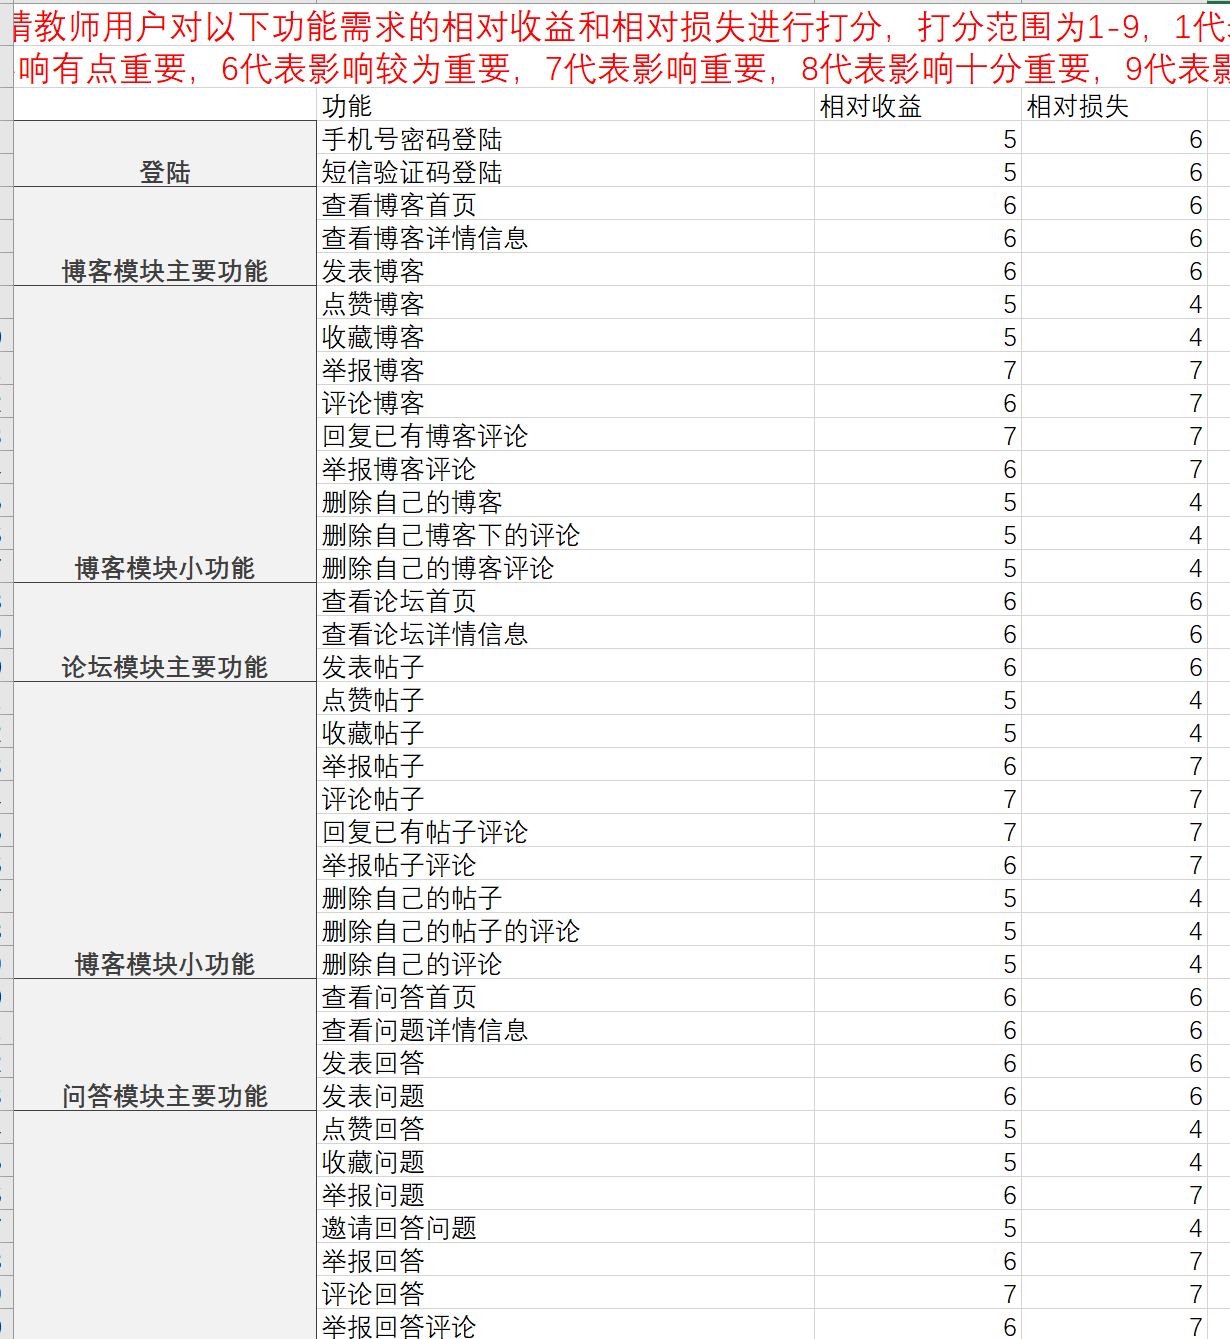 请教师用户对以下功能需求的相对收益和相对损失进行打分，打分范围为1-9，1代
响有点重要，6代表影响较为重要，7代表影响重要，8代表影响十分重要，9代表影
功能 相对收益 相对损失
手机号密码登陆 5 6
登陆 短信验证码登陆 5 6
查看博客首页 6 6
查看博客详情信息 6 6
博客模块主要功能 发表博客 6 6
点赞博客 5 4
收藏博客 5 4
举报博客 7 7
评论博客 6 7
回复已有博客评论 7 7
举报博客评论 6 7
删除自己的博客 5 4
删除自己博客下的评论 5 4
博客模块小功能 删除自己的博客评论 5 4
查看论坛首页 6 6
查看论坛详情信息 6 6
论坛模块主要功能 发表帖子 6 6
点赞帖子 5 4
收藏帖子 5 4
举报帖子 6 7
评论帖子 7 7
回复已有帖子评论 7 7
举报帖子评论 6 7
删除自己的帖子 5 4
删除自己的帖子的评论 5 4
博客模块小功能 删除自己的评论 5 4
查看问答首页 6 6
查看问题详情信息 6 6
发表回答 6 6
问答模块主要功能 发表问题 6 6
点赞回答 5 4
收藏问题 5 4
举报问题 6 7
邀请回答问题 5 4
举报回答 6 7
评论回答 7 7
举报回答评论 6 7